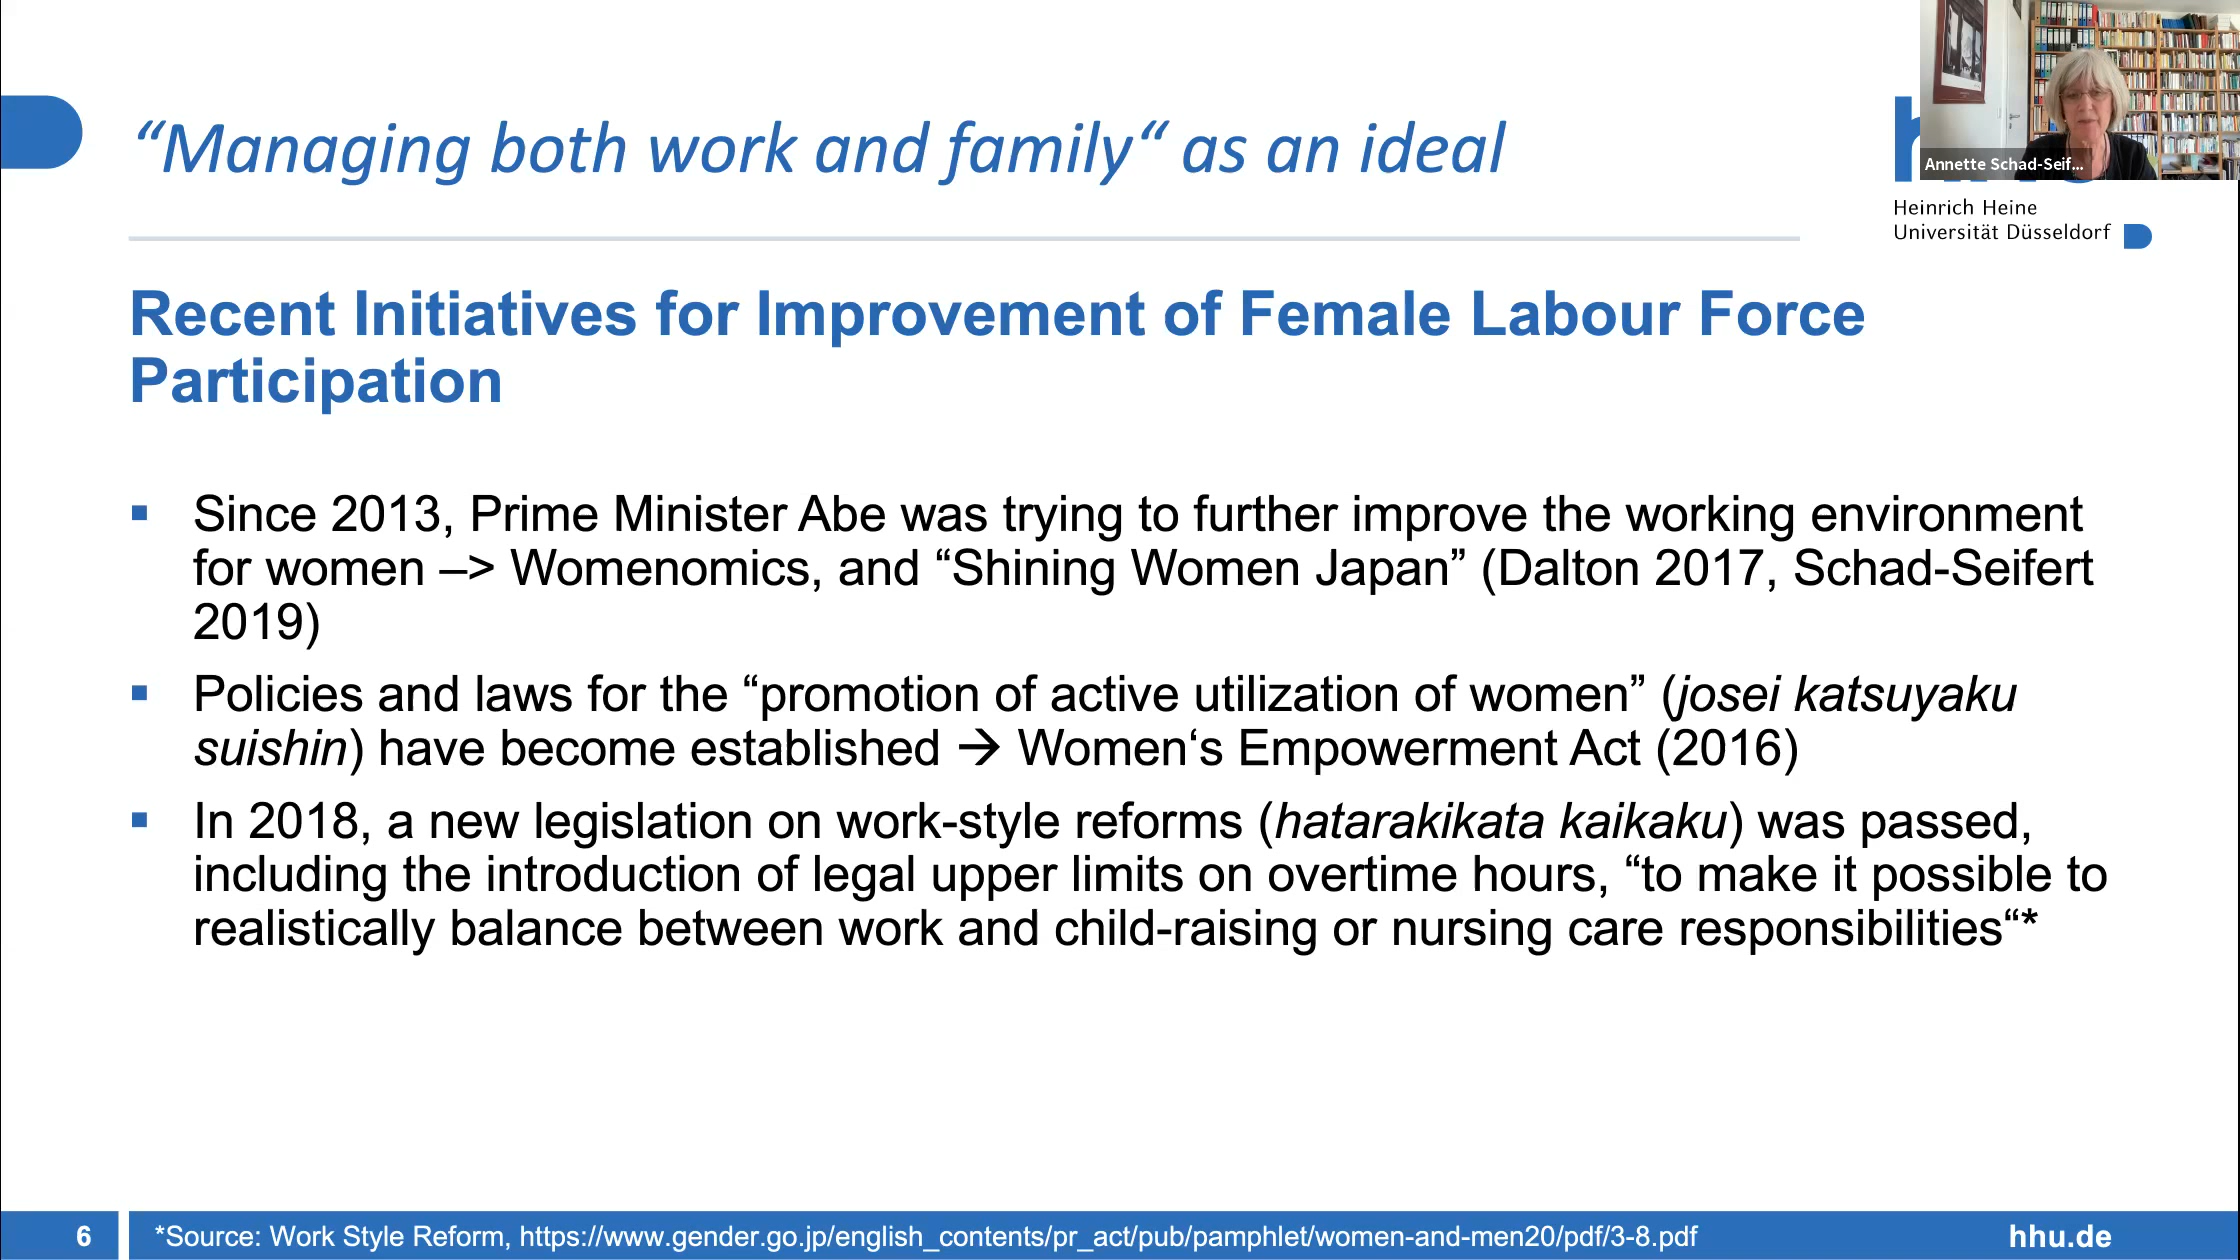 “Managing both work and family“ as an ideal
Annette Schad-Seif...
Heinrich Heine
Universität Düsseldorf
Recent Initiatives for Improvement of Female Labour Force
Participation
▪ Since 2013, Prime Minister Abe was trying to further improve the working environment
for women –> Womenomics, and “Shining Women Japan” (Dalton 2017, Schad-Seifert
2019)
▪ Policies and laws for the “promotion of active utilization of women” (josei katsuyaku
suishin) have become established → Women‘s Empowerment Act (2016)
▪ In 2018, a new legislation on work-style reforms (hatarakikata kaikaku) was passed,
including the introduction of legal upper limits on overtime hours, “to make it possible to
realistically balance between work and child-raising or nursing care responsibilities“*
6
*Source: Work Style Reform, https://www.gender.go.jp/english_contents/pr_act/pub/pamphlet/women-and-men20/pdf/3-8.pdf
hhu.de